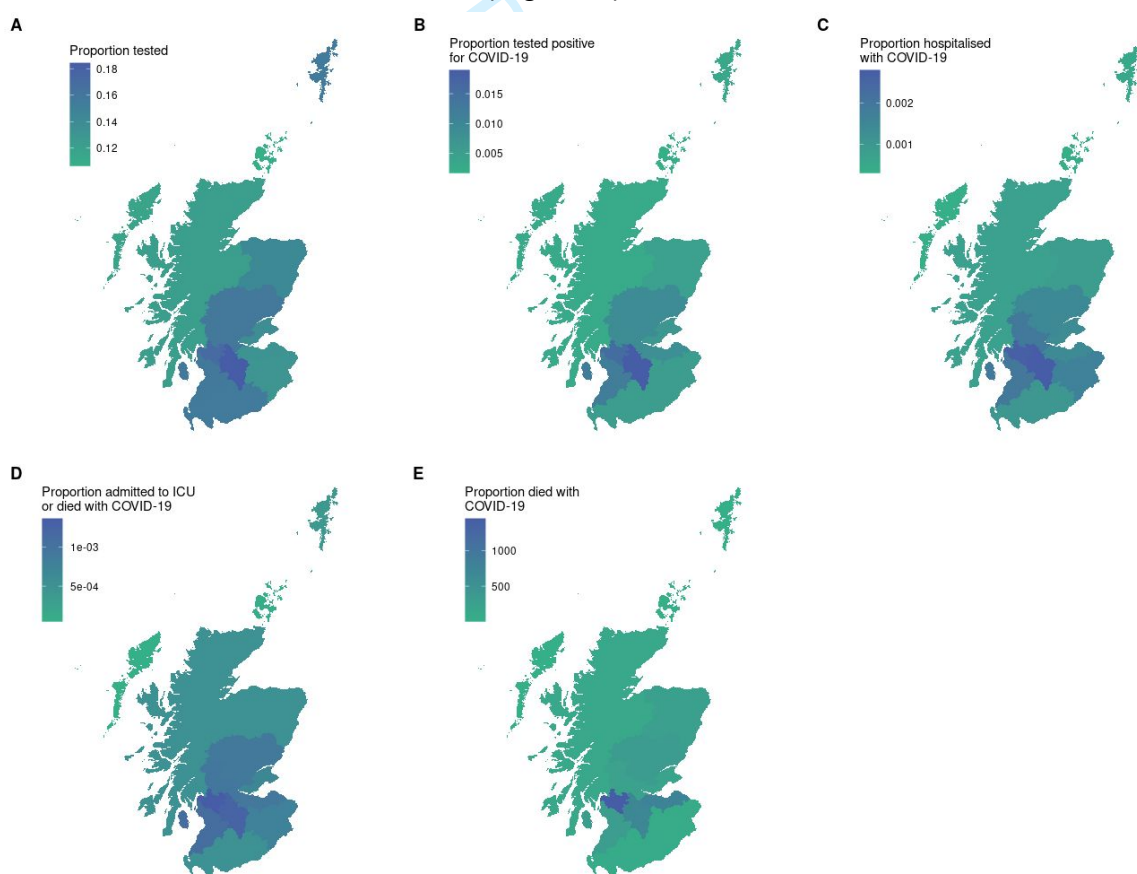 A
Proportion tested
0.18
0.16
0.14
0.12
B
Proportion tested positive
for COVID-19
0.015
0.010
0.005
C
Proportion hospitalised
with COVID-19
0.002
0.001
D
Proportion admitted to ICU
or died with COVID-19
1e-03
5e-04
E
Proportion died with
COVID-19
1000
500